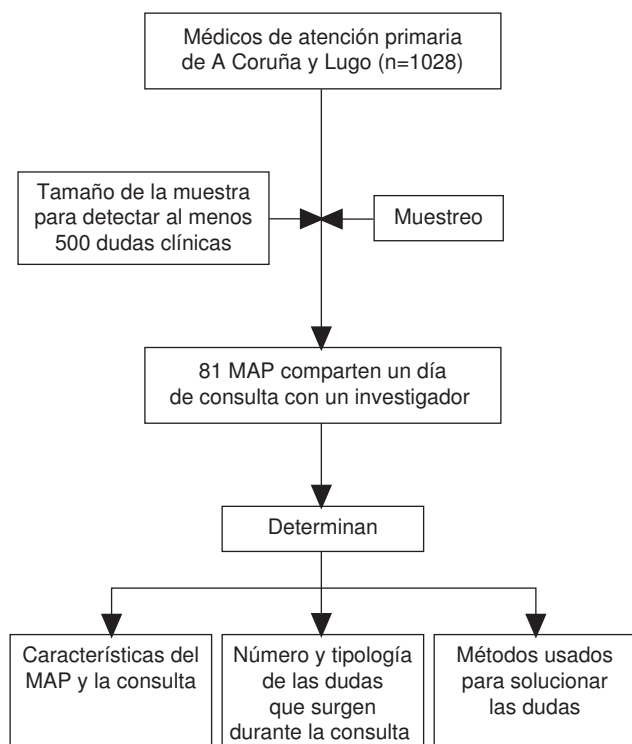 Médicos de atención primaria
de A Coruña y Lugo (n=1028)
Tamaño de la muestra
para detectar al menos
500 dudas clínicas
Muestreo
81 MAP comparten un día
de consulta con un investigador
Determinan
Características del
MAP y la consulta
Número y tipología
de las dudas
que surgen
durante la consulta
Métodos usados
para solucionar
las dudas